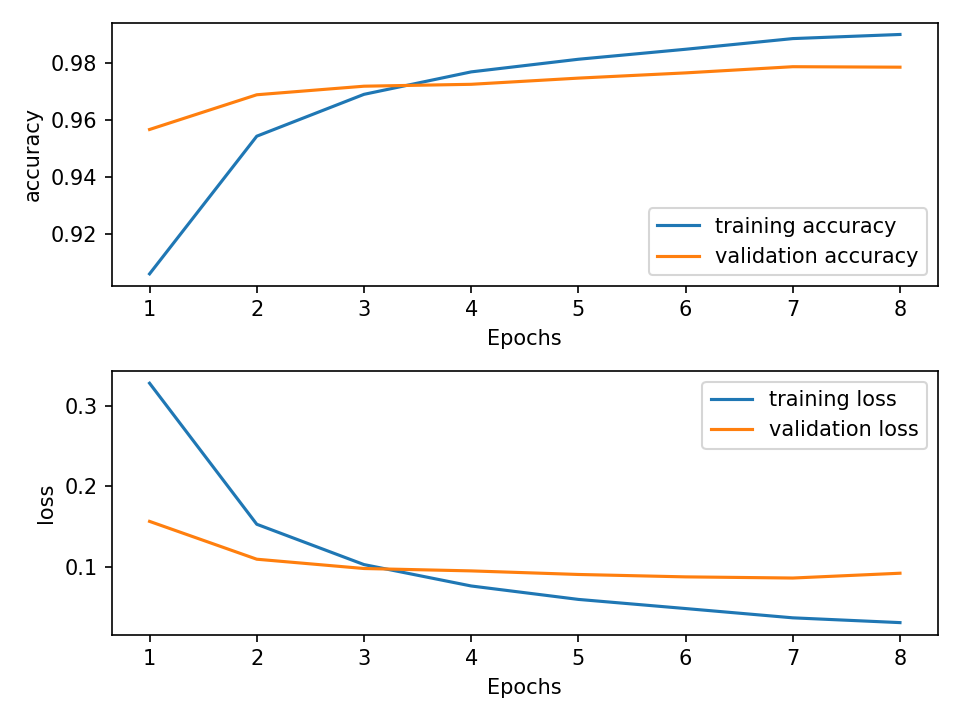 0.98
0.96
0.94
0.92
accuracy
training accuracy
validation accuracy
1 2 3 4 5 6 7 8
Epochs
0.3
0.2
0.1
loss
training loss
validation loss
1 2 3 4 5 6 7 8
Epochs